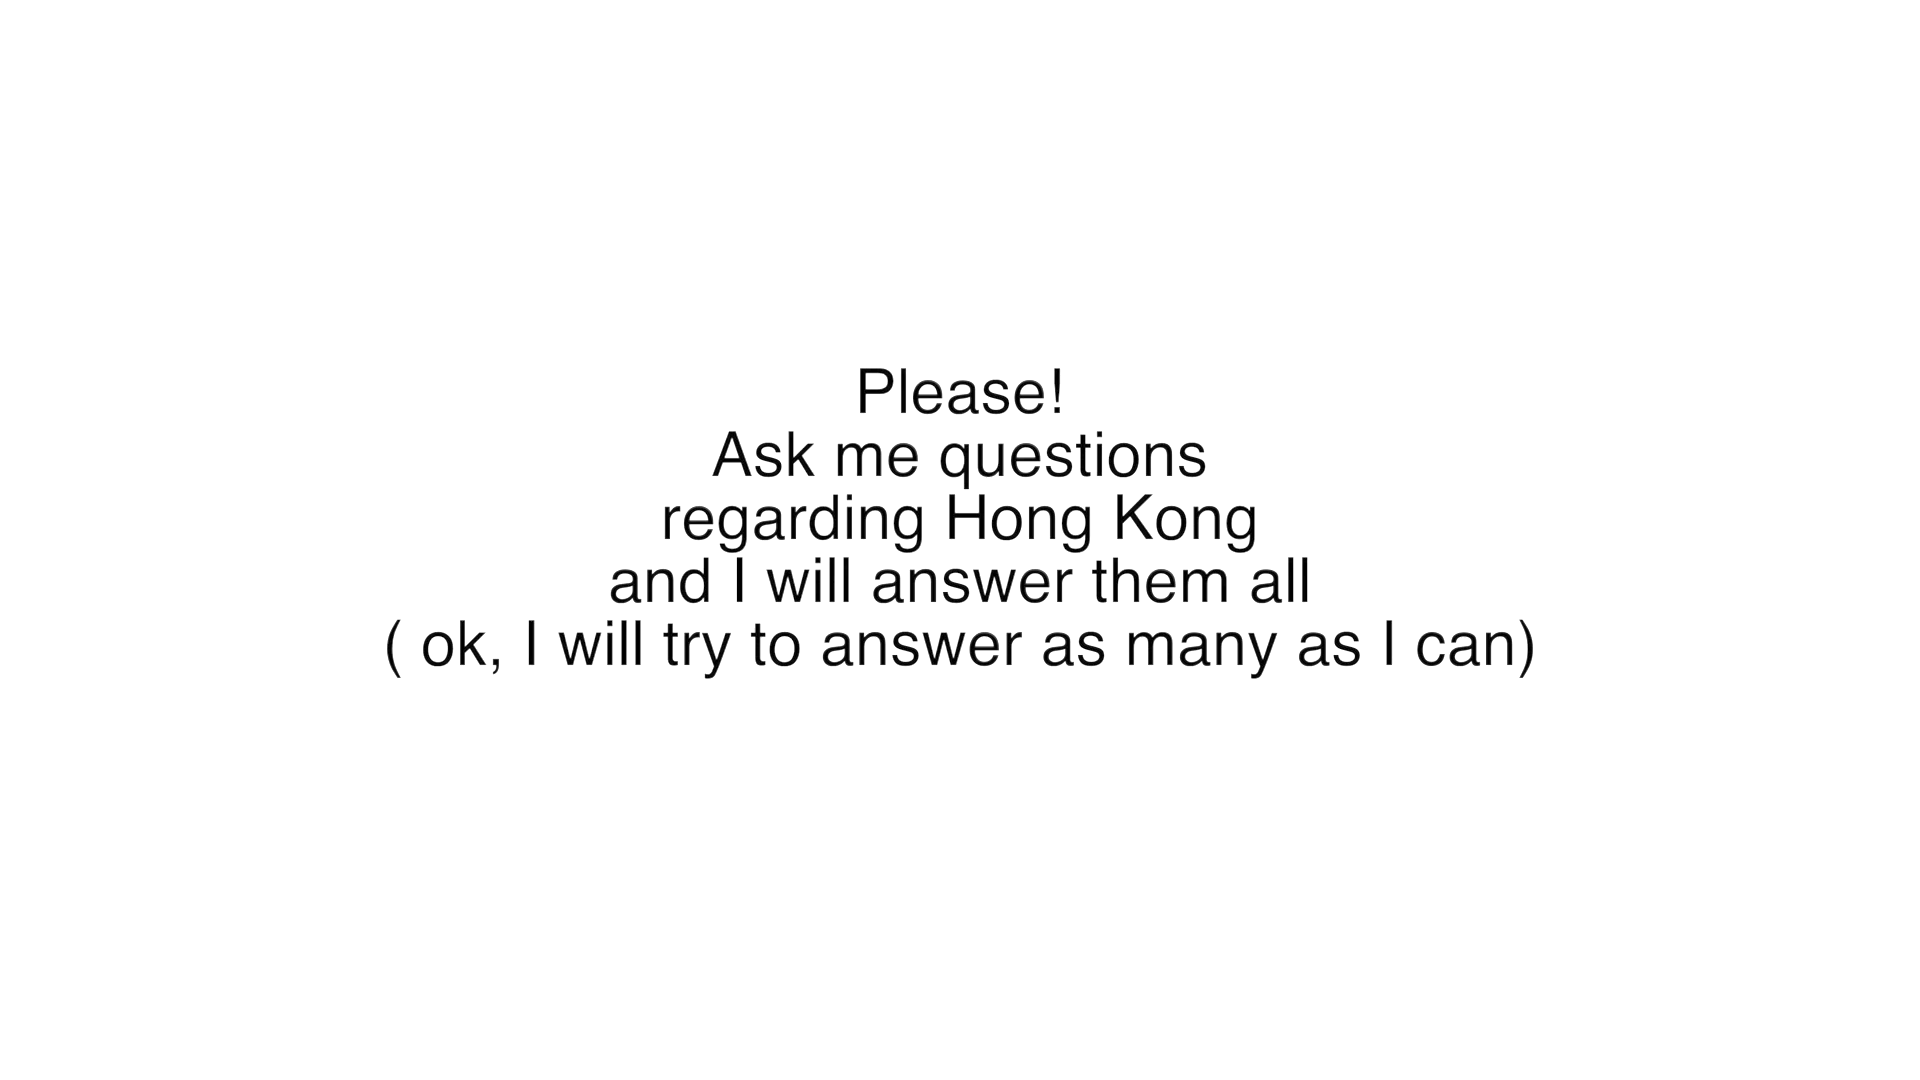 Please!
Ask me questions
regarding Hong Kong
and I will answer them all
( ok, I will try to answer as many as I can)